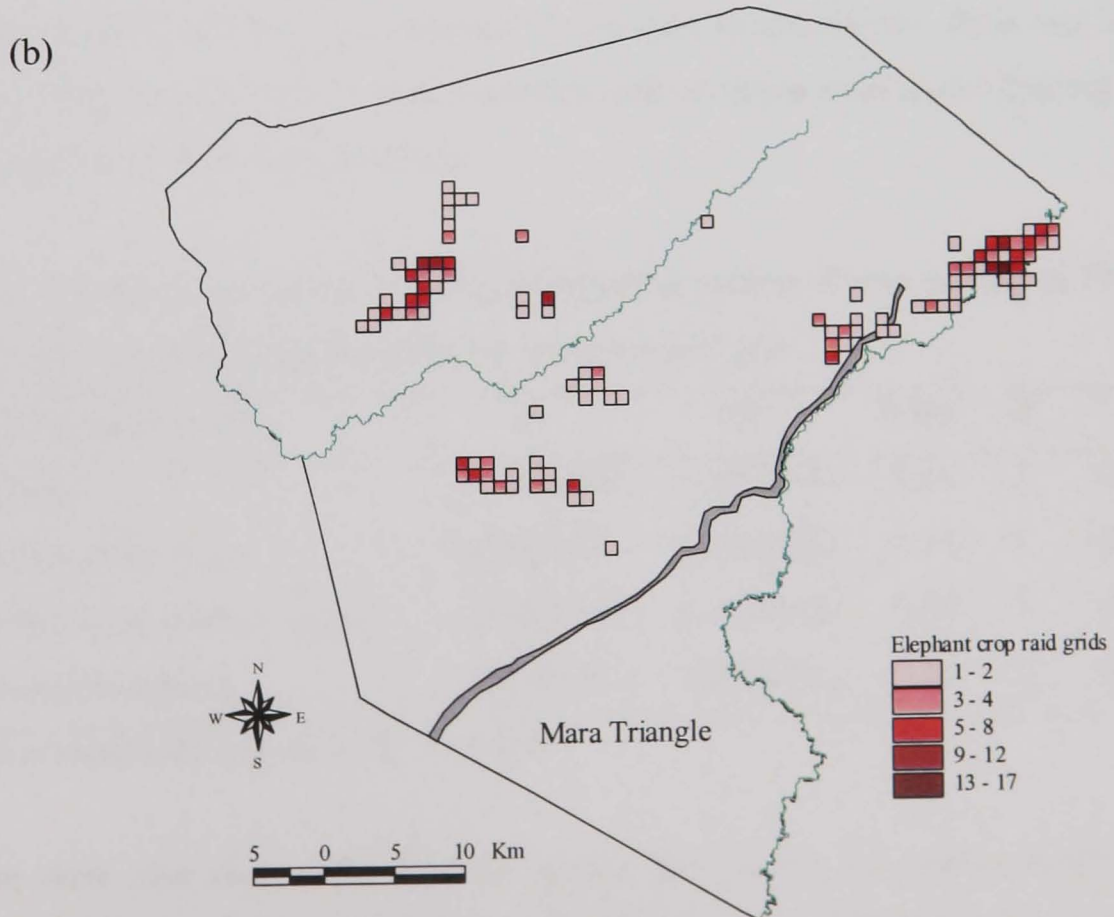 (b)
Elephant crop raid grids
1 - 2
3 - 4
5 - 8
9 - 12
13 - 17
N
W E
S
Mara Triangle
5 0 5 10 Km